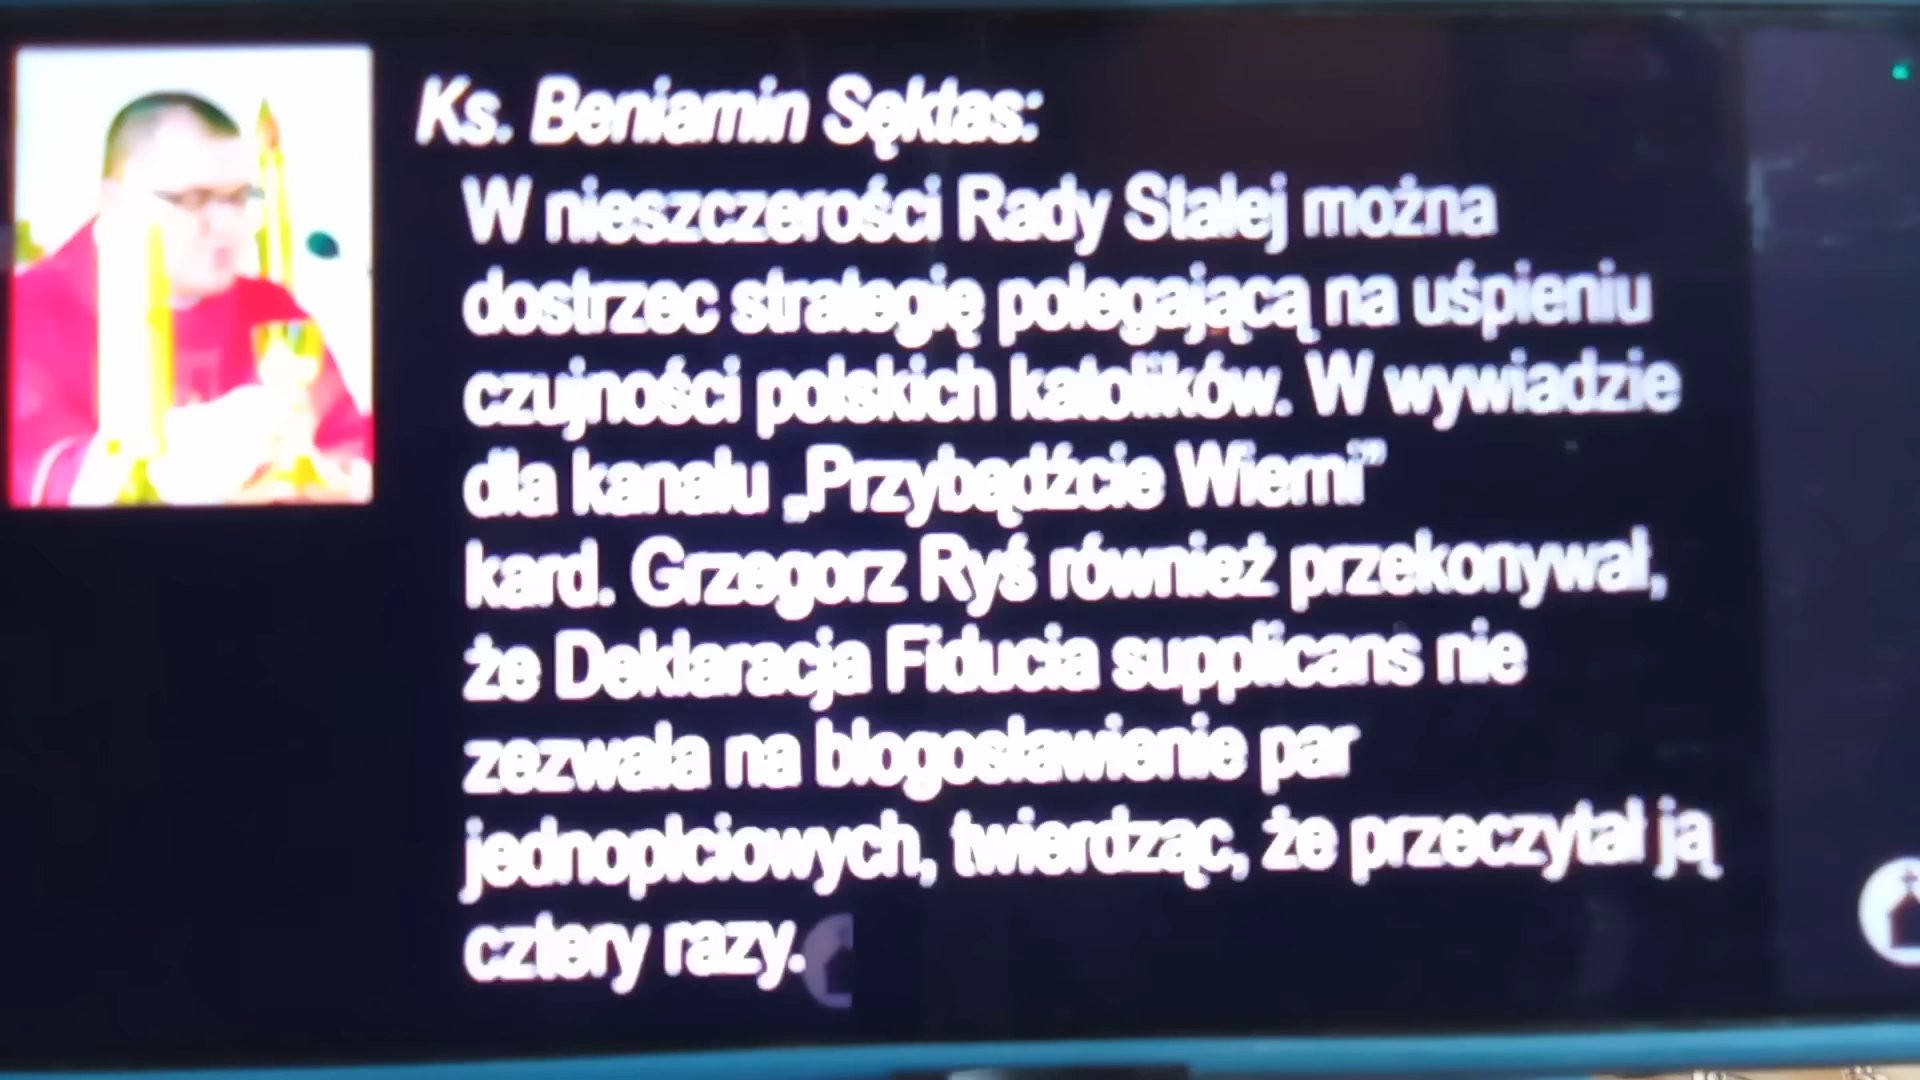 Ks. Beniamin Sęktas:
W nieszczerości Rady Stałej można
dostrzec strategię polegającą na uśpieniu
czujności polskich katolików. W wywiadzie
dla kanału „Przybądźcie Wierni”
kard. Grzegorz Ryś również przekonywał,
że Deklaracja Fiducia supplicans nie
zezwala na błogosławienie par
jednopłciowych, twierdząc, że przeczytał ją
cztery razy.